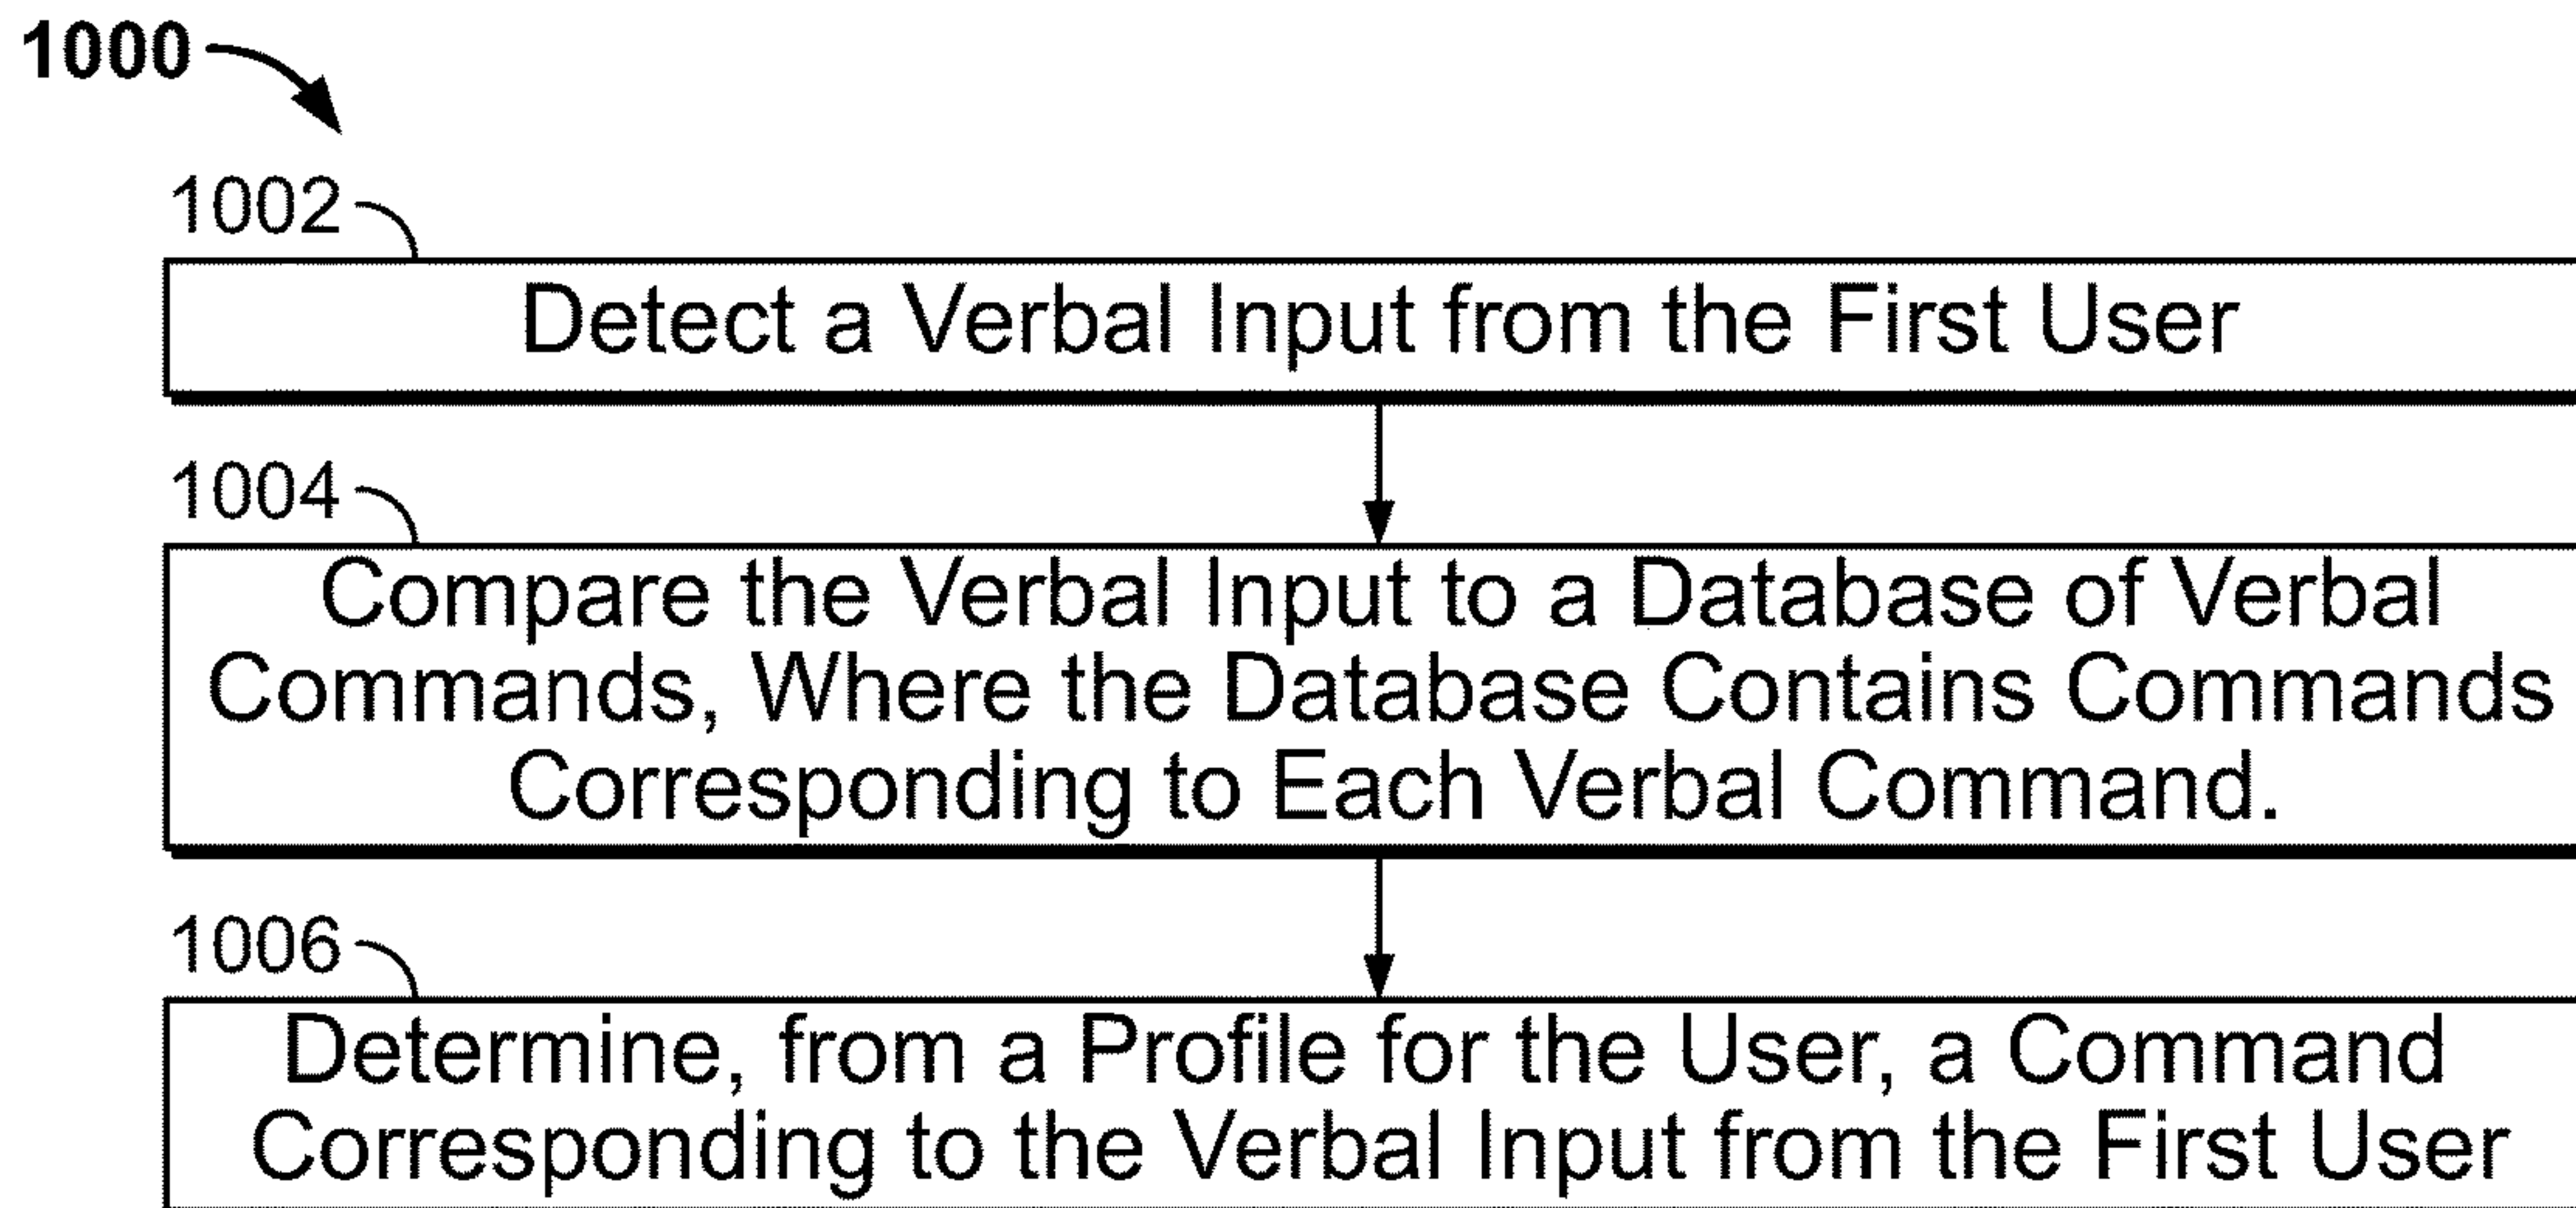 1000
1002
Detect a Verbal Input from the First User
1004
Compare the Verbal Input to a Database of Verbal
Commands, Where the Database Contains Commands
Corresponding to Each Verbal Command.
1006
Determine, from a Profile for the User, a Command
Corresponding to the Verbal Input from the First User